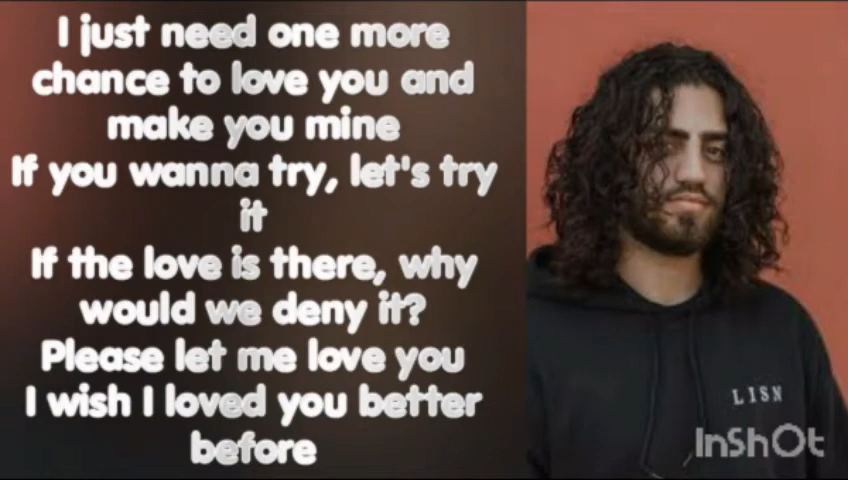 I just need one more
chance to love you and
make you mine
If you wanna try, let's try
it
If the love is there, why
would we deny it?
Please let me love you
I wish I loved you better
before
LISN
InShOt